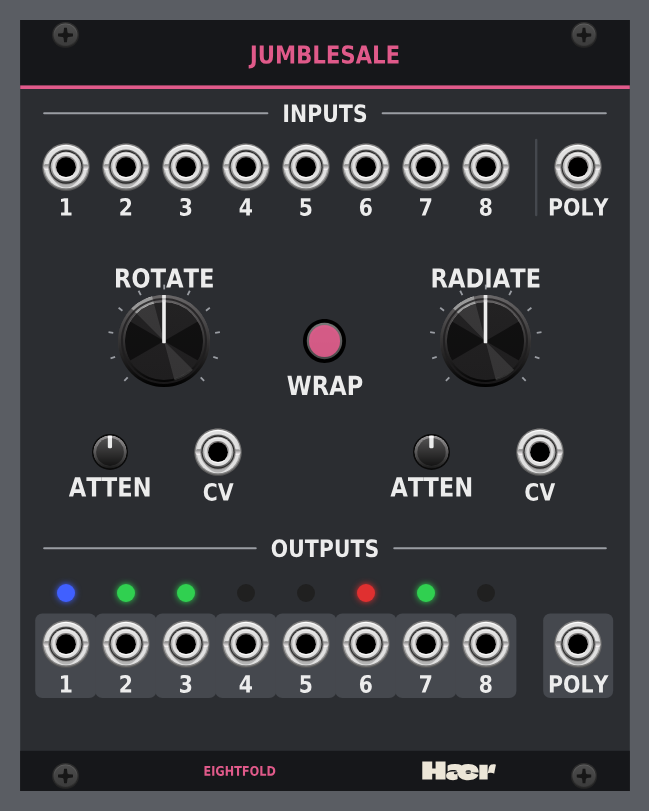 JUMBLESALE
INPUTS
1 2 3 4 5 6 7 8 POLY
ROTATE RADIATE
WRAP
ATTEN CV ATTEN CV
OUTPUTS
1 2 3 4 5 6 7 8 POLY
EIGHTFOLD Hær